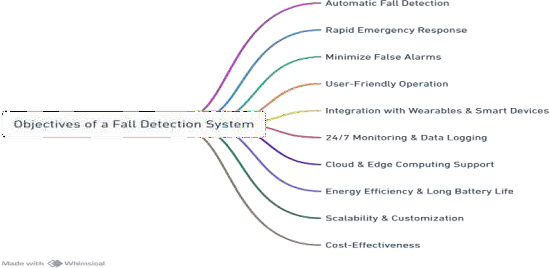 Automatic Fall Detection
Rapid Emergency Response
Minimize False Alarms
User-Friendly Operation
Integration with Wearables & Smart Devices
Objectives of a Fall Detection System
24/7 Monitoring & Data Logging
Cloud & Edge Computing Support
Energy Efficiency & Long Battery Life
Scalability & Customization
Cost-Effectiveness
Made with Whimsical